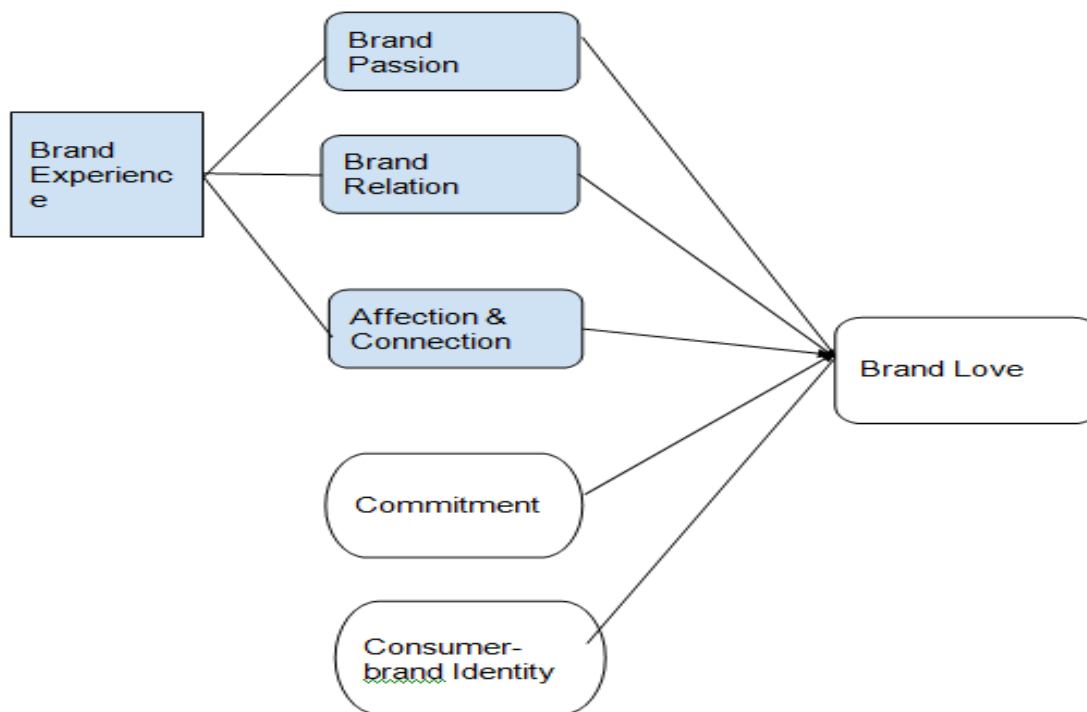 Brand
Passion
Brand
Experienc
e
Brand
Relation
Affection &
Connection
Brand Love
Commitment
Consumer-
brand Identity